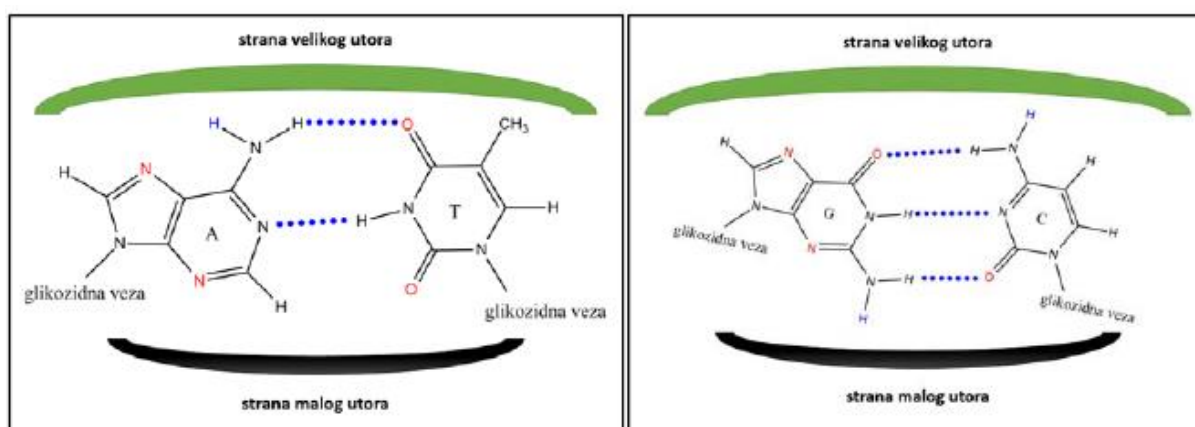 strana velikog utora
H
H
O
CH₃
N
N
H
A
N
H
N
T
H
N
N
O
N
glikozidna veza
H
glikozidna veza
strana malog utora
strana velikog utora
H
H
N
O
H
N
H
N
G
N
H
N
C
N
H
glikozidna veza
N
N
H
O
N
H
glikozidna veza
strana malog utora